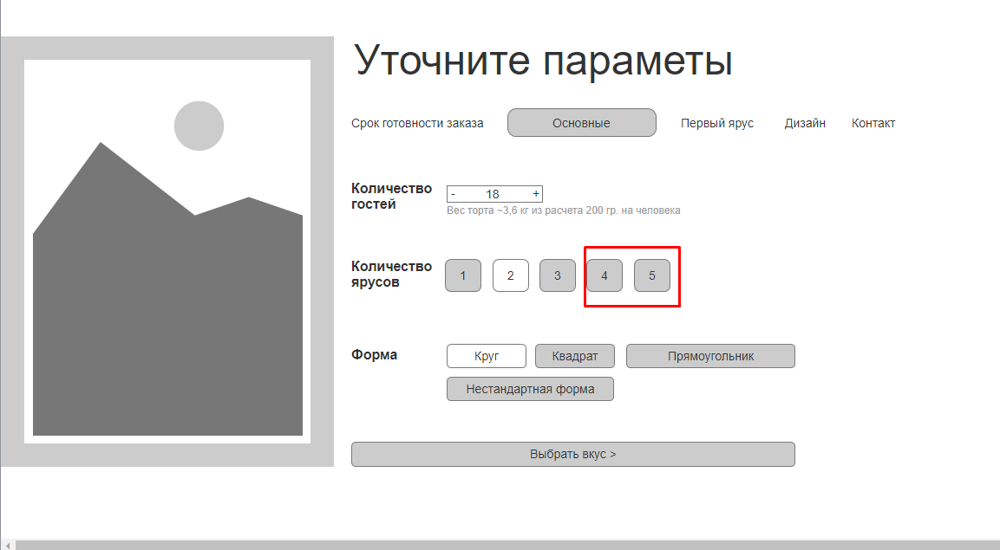 Уточните параметы
Срок готовности заказа
Основные
Первый ярус
Дизайн
Контакт
Количество
гостей
- 18 +
Вес торта ~3,6 кг из расчета 200 гр. на человека
Количество
ярусов
1 2 3 4 5
Форма
Круг
Квадрат
Прямоугольник
Нестандартная форма
Выбрать вкус >